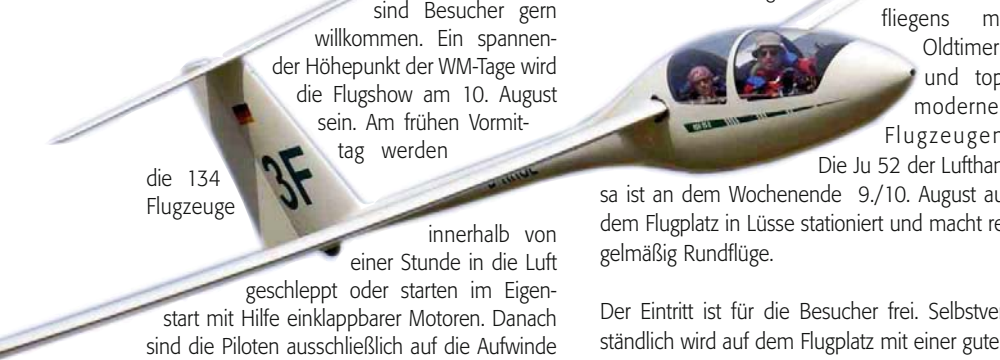 sind Besucher gern
willkommen. Ein spannen-
der Höhepunkt der WM-Tage wird
die Flugshow am 10. August
sein. Am frühen Vormit-
tag werden
die 134
Flugzeuge
innerhalb von
einer Stunde in die Luft
geschleppt oder starten im Eigen-
start mit Hilfe einklappbarer Motoren. Danach
sind die Piloten ausschließlich auf die Aufwinde
3F
fliegens m
Oldtimer
und top
moderne
Flugzeugen
Die Ju 52 der Lufthan
sa ist an dem Wochenende 9./10. August au
dem Flugplatz in Lüsse stationiert und macht re
gelmäßig Rundflüge.
Der Eintritt ist für die Besucher frei. Selbstver
ständlich wird auf dem Flugplatz mit einer gute